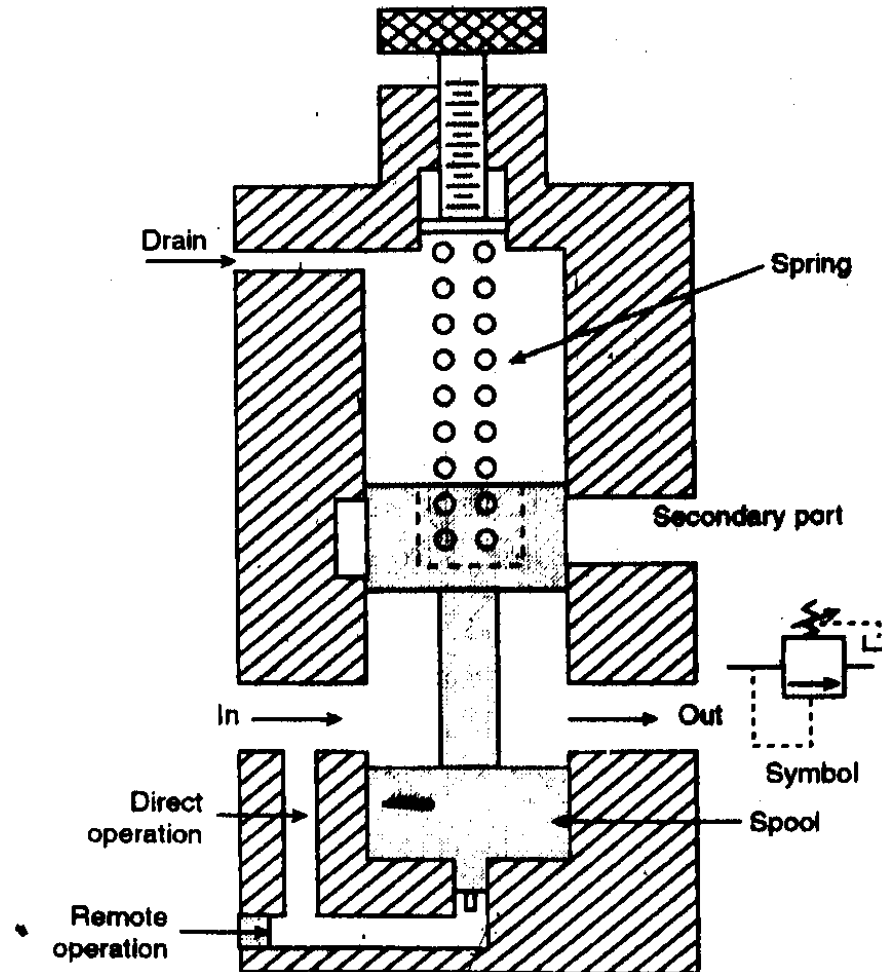 Drain
Spring
Secondary port
In
Out
Symbol
Direct
operation
Spool
Remote
operation